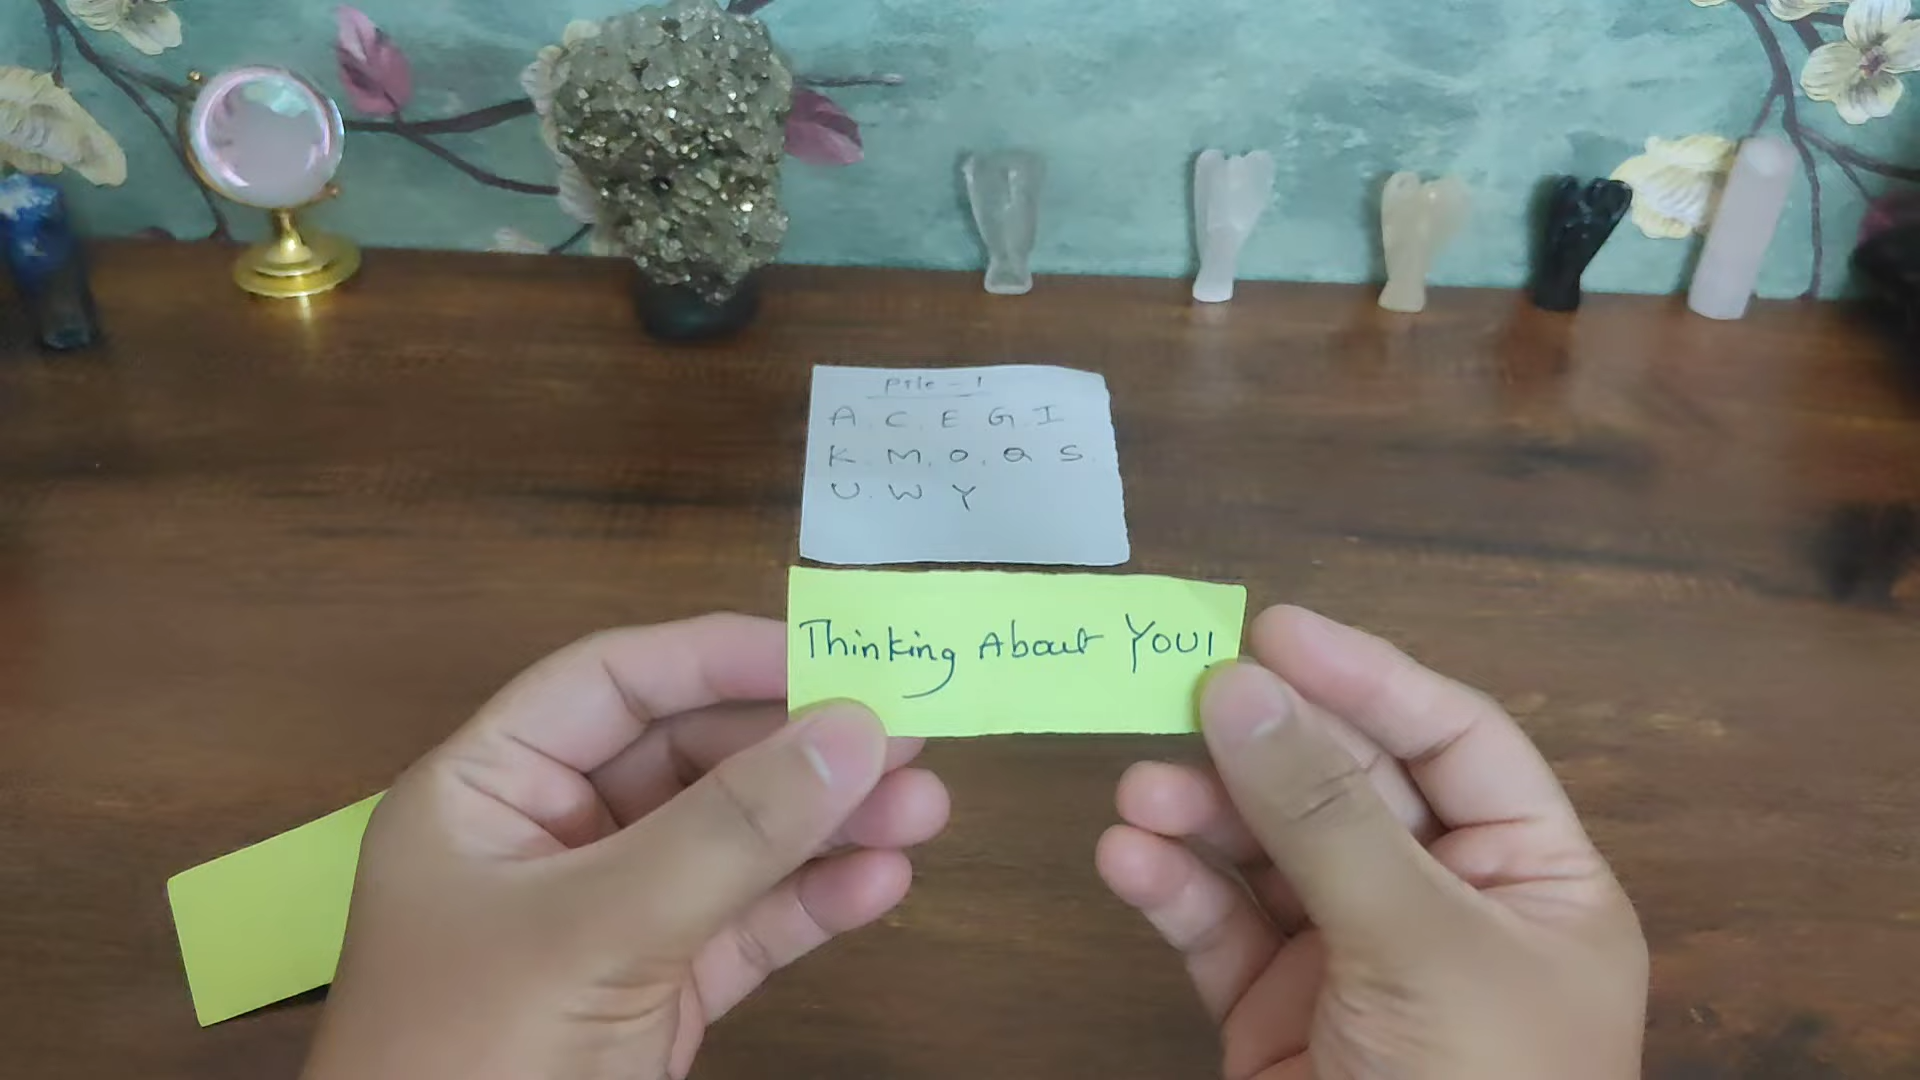 Pile - 1
A. C. E G. I
K. M. O. Q S.
U. W Y
Thinking About YOU!